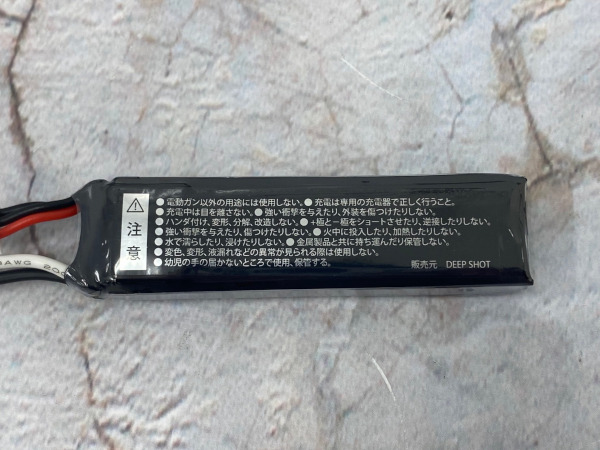 注意
●電動ガン以外の用途には使用しない。●充電は専用の充電器で正しく行うこと。
●充電中は目を離さない。●強い衝撃を与えたり、外装を傷つけたりしない。
●ハンダ付け、変形、分解、改造しない。●+極と−極をショートさせたり、逆接したりしない。
●強い衝撃を与えたり、傷つけたりしない。●火中に投入したり、加熱したりしない。
●水で濡らしたり、浸けたりしない。●金属製品と共に持ち運んだり保管しない。
●変色、変形、液漏れなどの異常が見られる際は使用しない。
●幼児の手の届かないところで使用、保管する。
販売元 DEEP SHOT
AWG